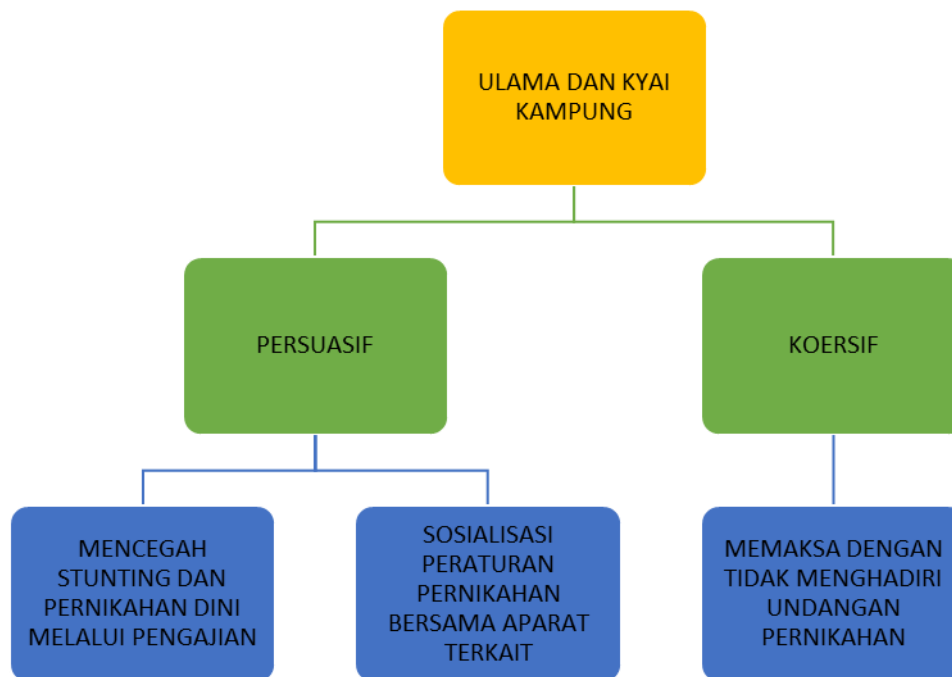 ULAMA DAN KYAI
KAMPUNG
PERSUASIF
KOERSIF
MENCEGAH
STUNTING DAN
PERNIKAHAN DINI
MELALUI PENGAJIAN
SOSIALISASI
PERATURAN
PERNIKAHAN
BERSAMA APARAT
TERKAIT
MEMAKSA DENGAN
TIDAK MENGHADIRI
UNDANGAN
PERNIKAHAN